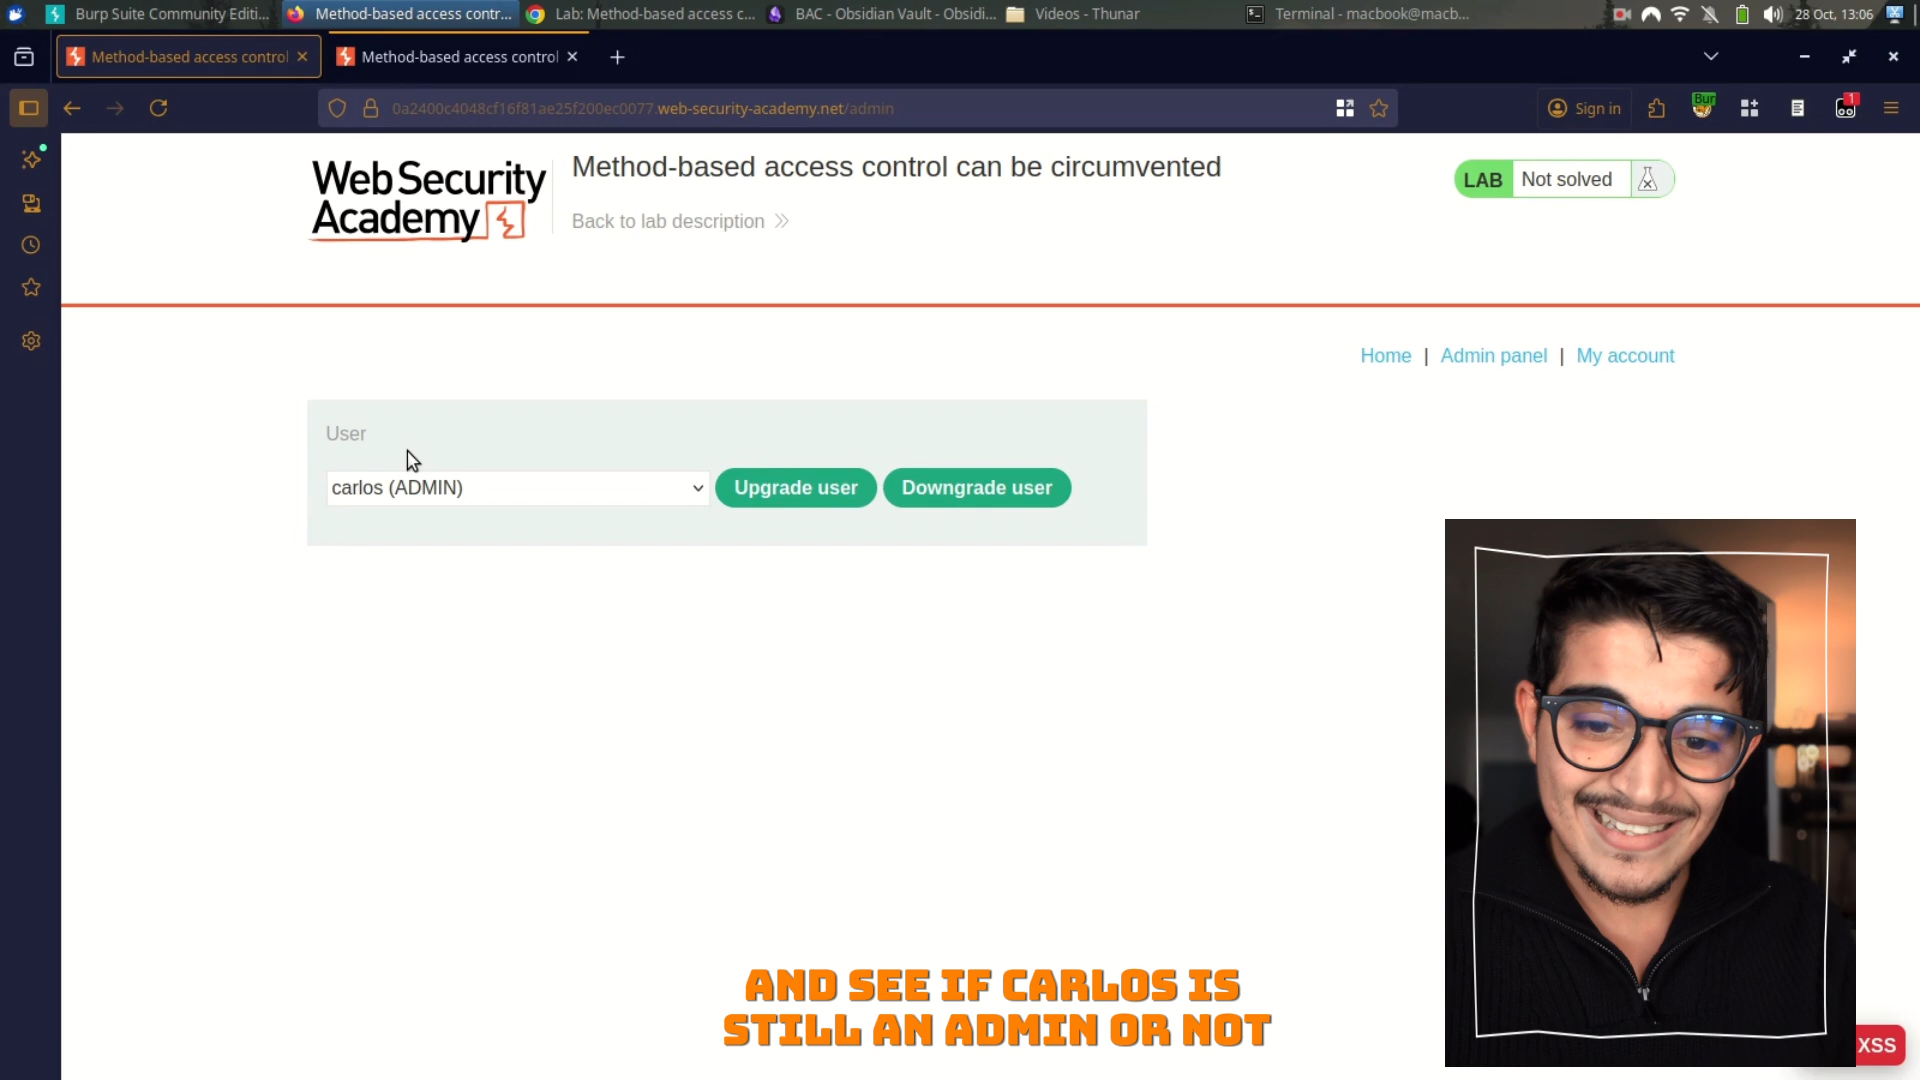 Burp Suite Community Editi...
Method-based access contr...
Lab: Method-based access c...
BAC - Obsidian Vault - Obsidi...
Videos - Thunar
Terminal - macbook@macb...
28 Oct, 13:06
Method-based access control
Method-based access control
0a2400c4048cf16f81ae25f200ec0077.web-security-academy.net/admin
Sign in
Bur
1
Web Security
Academy
Method-based access control can be circumvented
Back to lab description
LAB
Not solved
Home | Admin panel | My account
User
carlos (ADMIN)
Upgrade user
Downgrade user
AND SEE IF CARLOS IS
STILL AN ADMIN OR NOT
XSS